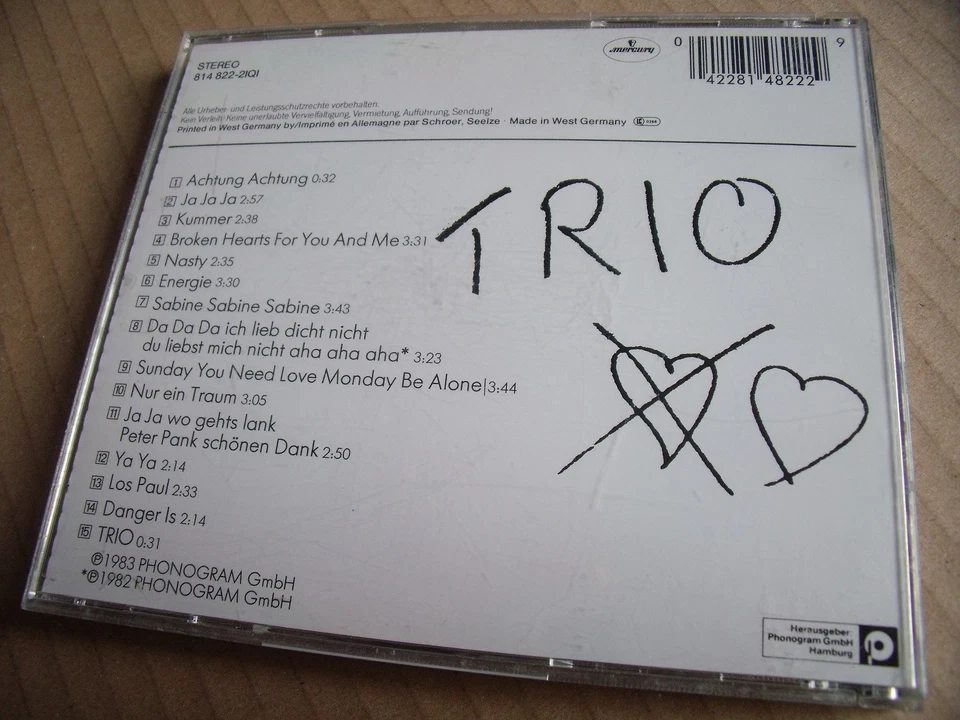 STEREO
814 822-2IQI
mercury
0 42281 48222 9
Alle Urheber- und Leistungsschutzrechte vorbehalten.
Kein Verleih! Keine unerlaubte Vervielfältigung, Vermietung, Aufführung, Sendung!
Printed in West Germany by/Imprimé en Allemagne par Schroer, Seelze · Made in West Germany
1 Achtung Achtung 0:32
2 Ja Ja Ja 2:57
3 Kummer 2:38
4 Broken Hearts For You And Me 3:31
5 Nasty 2:35
6 Energie 3:30
7 Sabine Sabine Sabine 3:43
8 Da Da Da ich lieb dicht nicht
du liebst mich nicht aha aha aha* 3:23
9 Sunday You Need Love Monday Be Alone|3:44
10 Nur ein Traum 3:05
11 Ja Ja wo gehts lank
Peter Pank schönen Dank 2:50
12 Ya Ya 2:14
13 Los Paul 2:33
14 Danger Is 2:14
15 TRIO 0:31
℗1983 PHONOGRAM GmbH
*℗1982 PHONOGRAM GmbH
TRIO
Herausgeber:
Phonogram GmbH
Hamburg